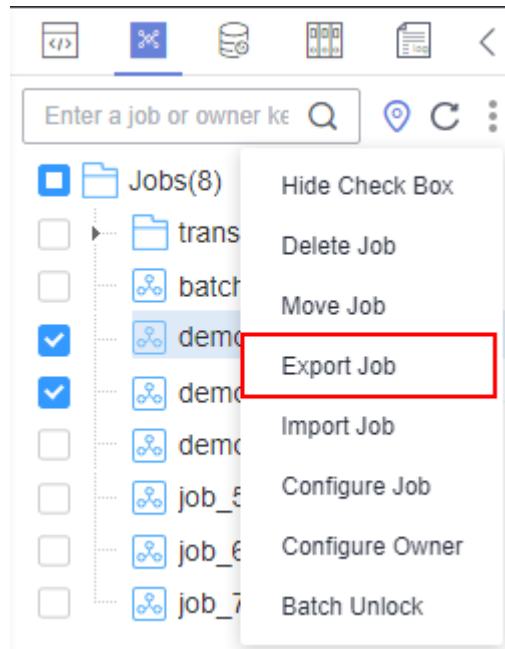 </>
log
Enter a job or owner ke
Jobs(8)
trans
batch
demo
demo
demo
job_5
job_6
job_7
Hide Check Box
Delete Job
Move Job
Export Job
Import Job
Configure Job
Configure Owner
Batch Unlock